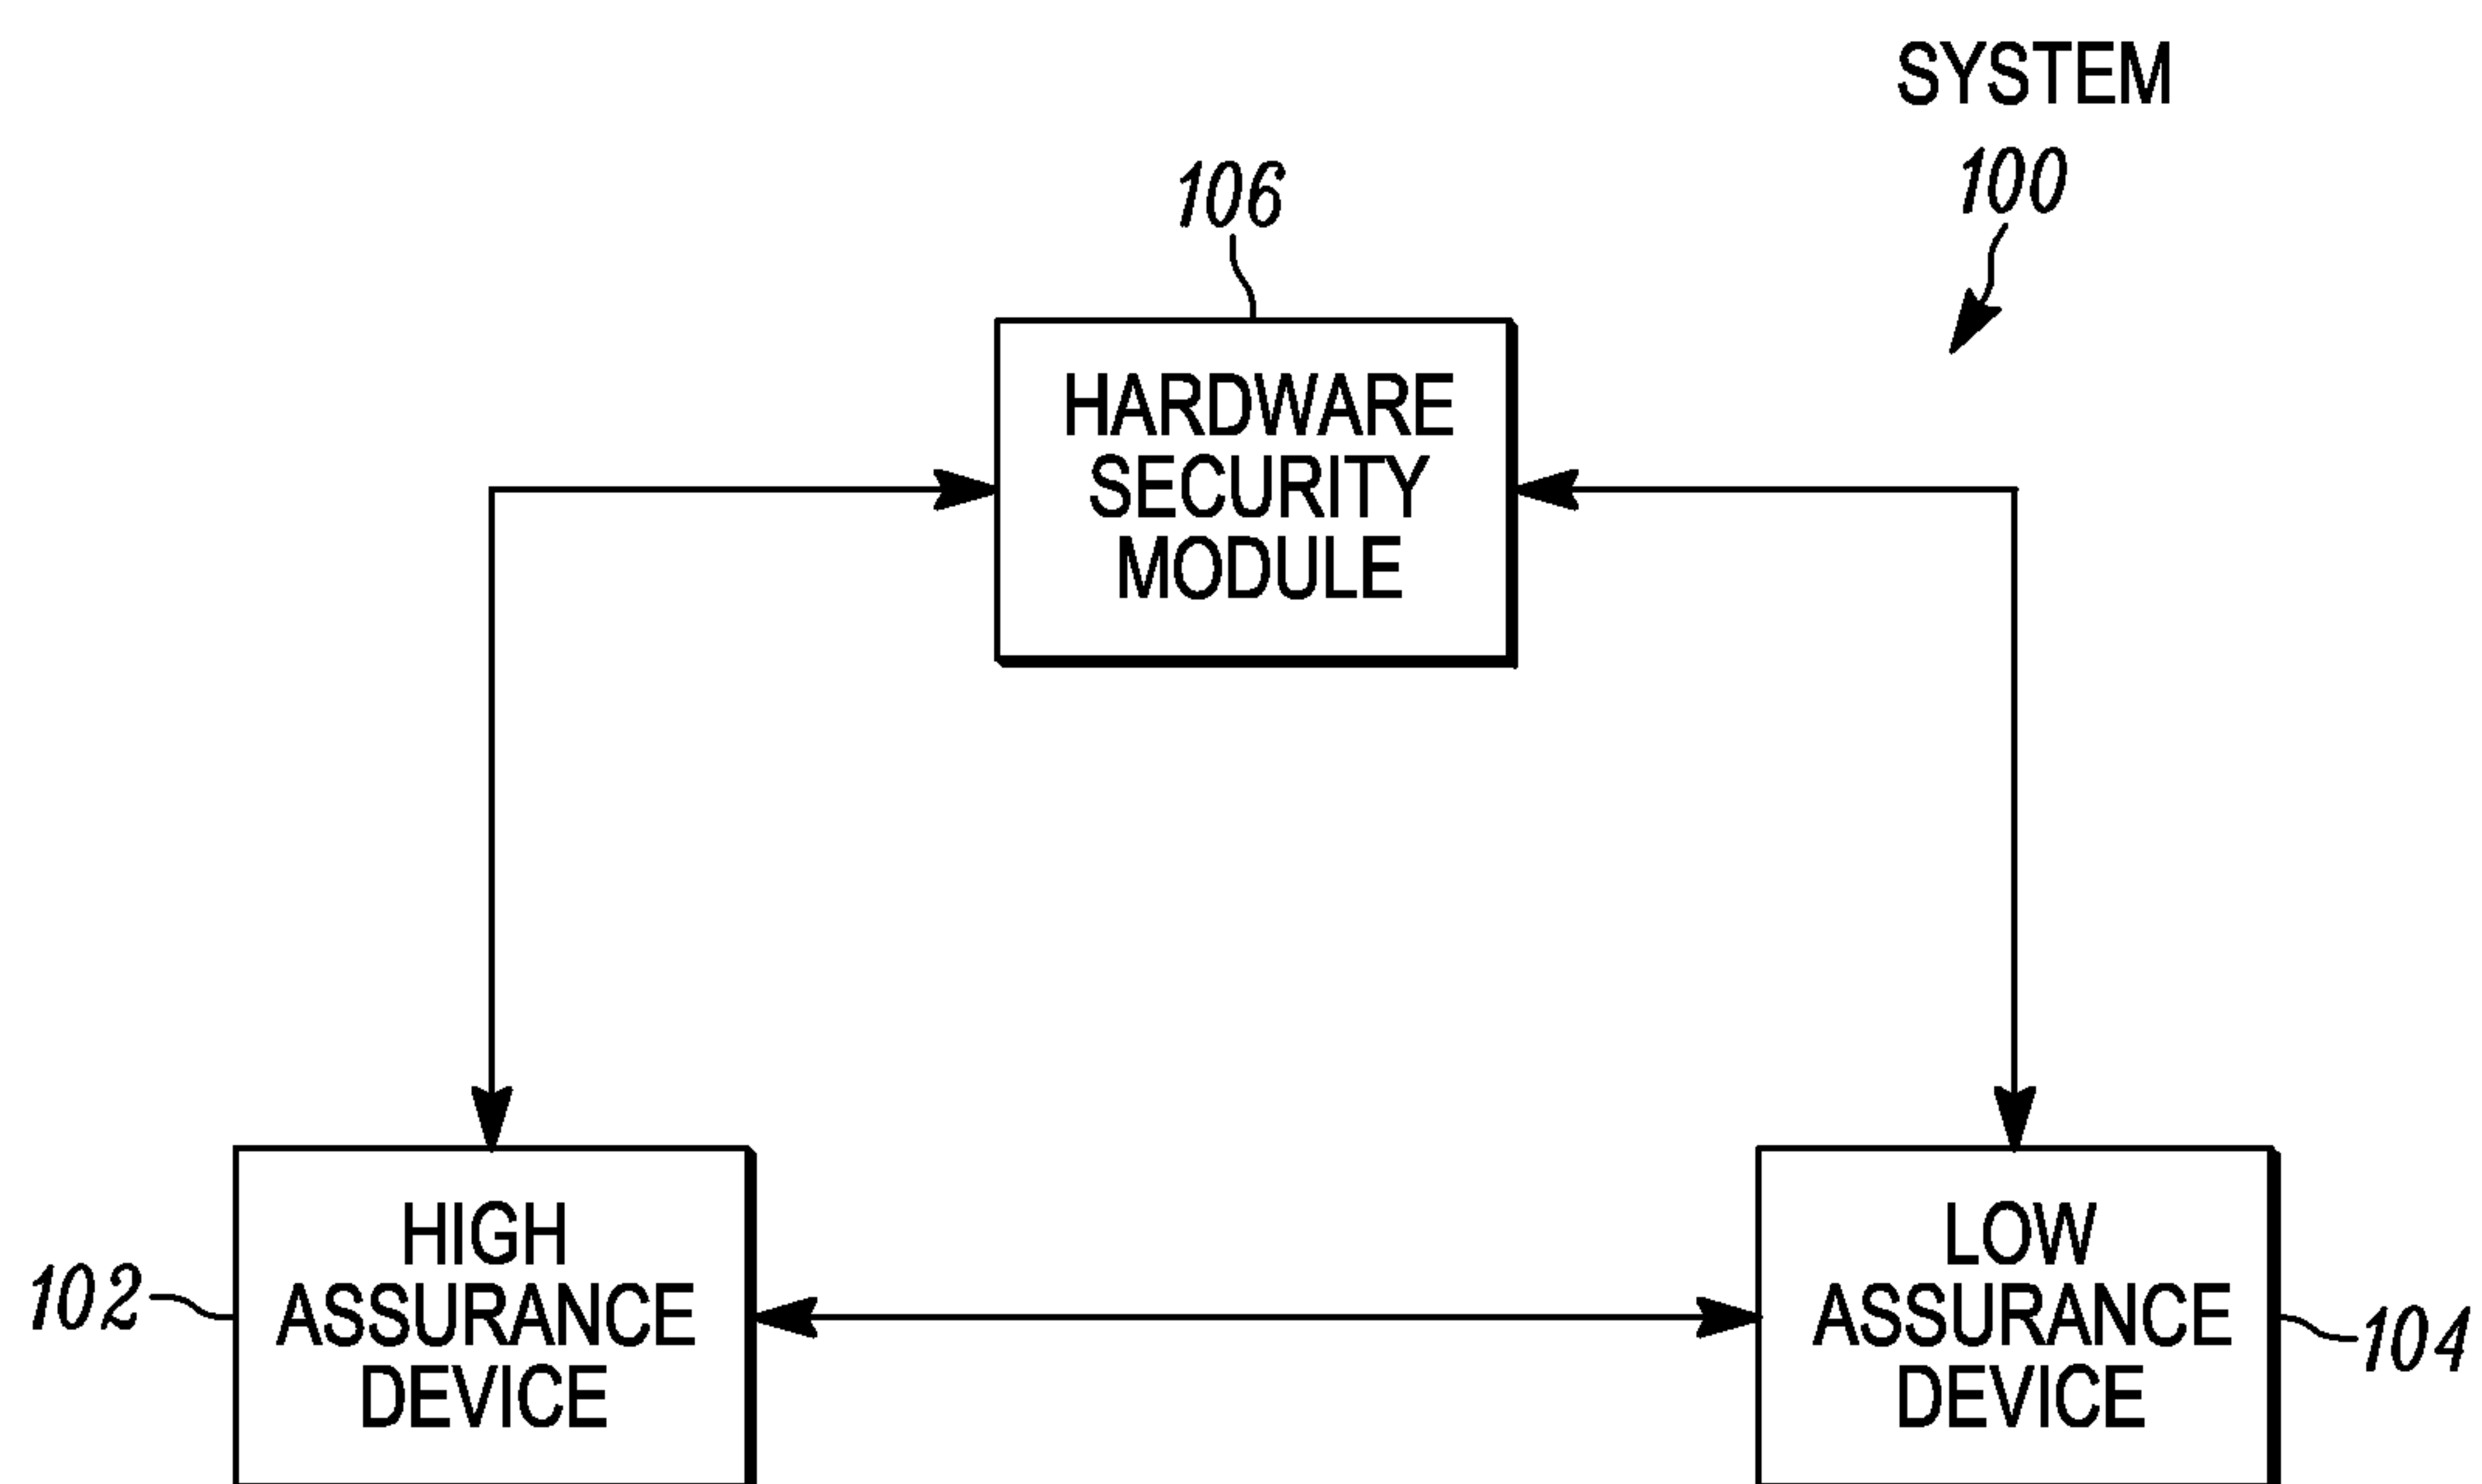 SYSTEM
100
106
HARDWARE
SECURITY
MODULE
102
HIGH
ASSURANCE
DEVICE
LOW
ASSURANCE
DEVICE
104